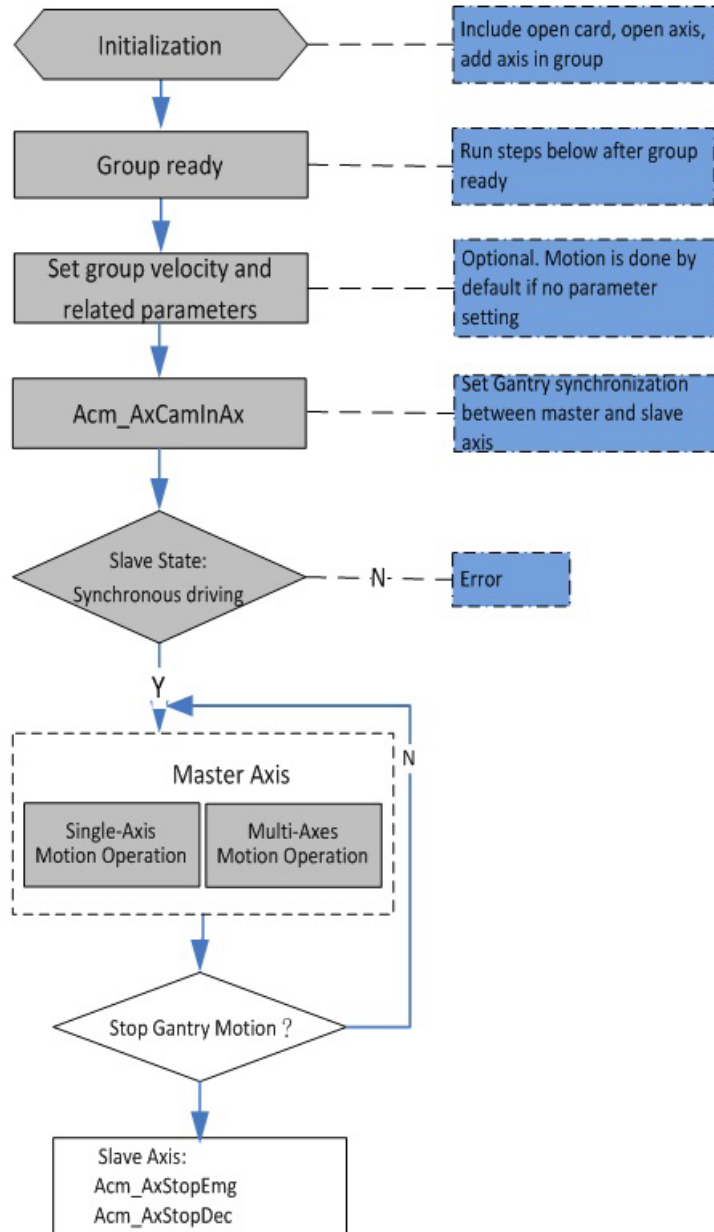 Initialization
Include open card, open axis,
add axis in group
Group ready
Run steps below after group
ready
Set group velocity and
related parameters
Optional. Motion is done by
default if no parameter
setting
Acm_AxCamInAx
Set Gantry synchronization
between master and slave
axis
Slave State:
Synchronous driving
N
Error
Y
N
Master Axis
Single-Axis
Motion Operation
Multi-Axes
Motion Operation
Stop Gantry Motion？
Slave Axis:
Acm_AxStopEmg
Acm_AxStopDec